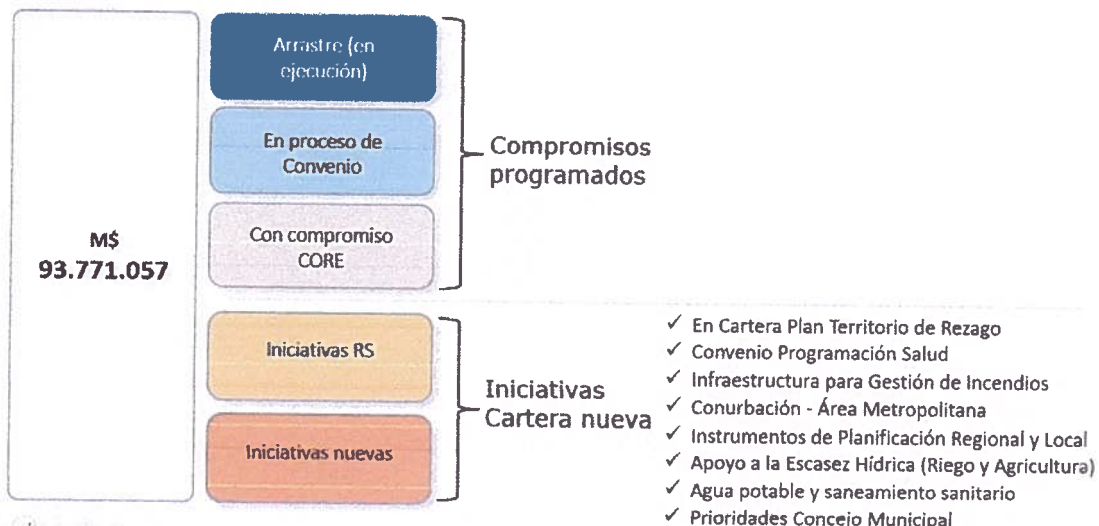 M$
93.771.057
Arrastre (en
ejecución)
En proceso de
Convenio
Con compromiso
CORE
Compromisos
programados
Iniciativas RS
Iniciativas nuevas
Iniciativas
Cartera nueva
✓ En Cartera Plan Territorio de Rezago
✓ Convenio Programación Salud
✓ Infraestructura para Gestión de Incendios
✓ Conurbación - Área Metropolitana
✓ Instrumentos de Planificación Regional y Local
✓ Apoyo a la Escasez Hídrica (Riego y Agricultura)
✓ Agua potable y saneamiento sanitario
✓ Prioridades Concejo Municipal